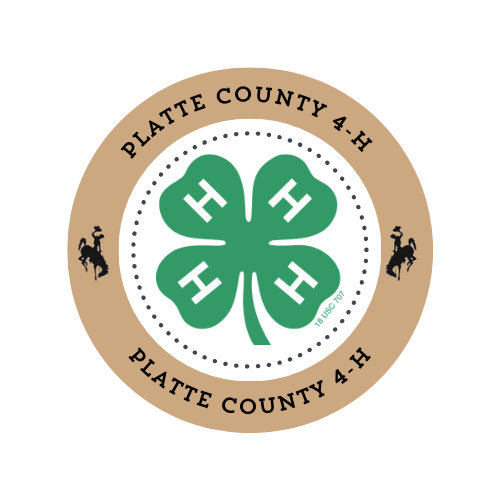 PLATTE COUNTY 4-H
H H
H H
18 USC 707
PLATTE COUNTY 4-H